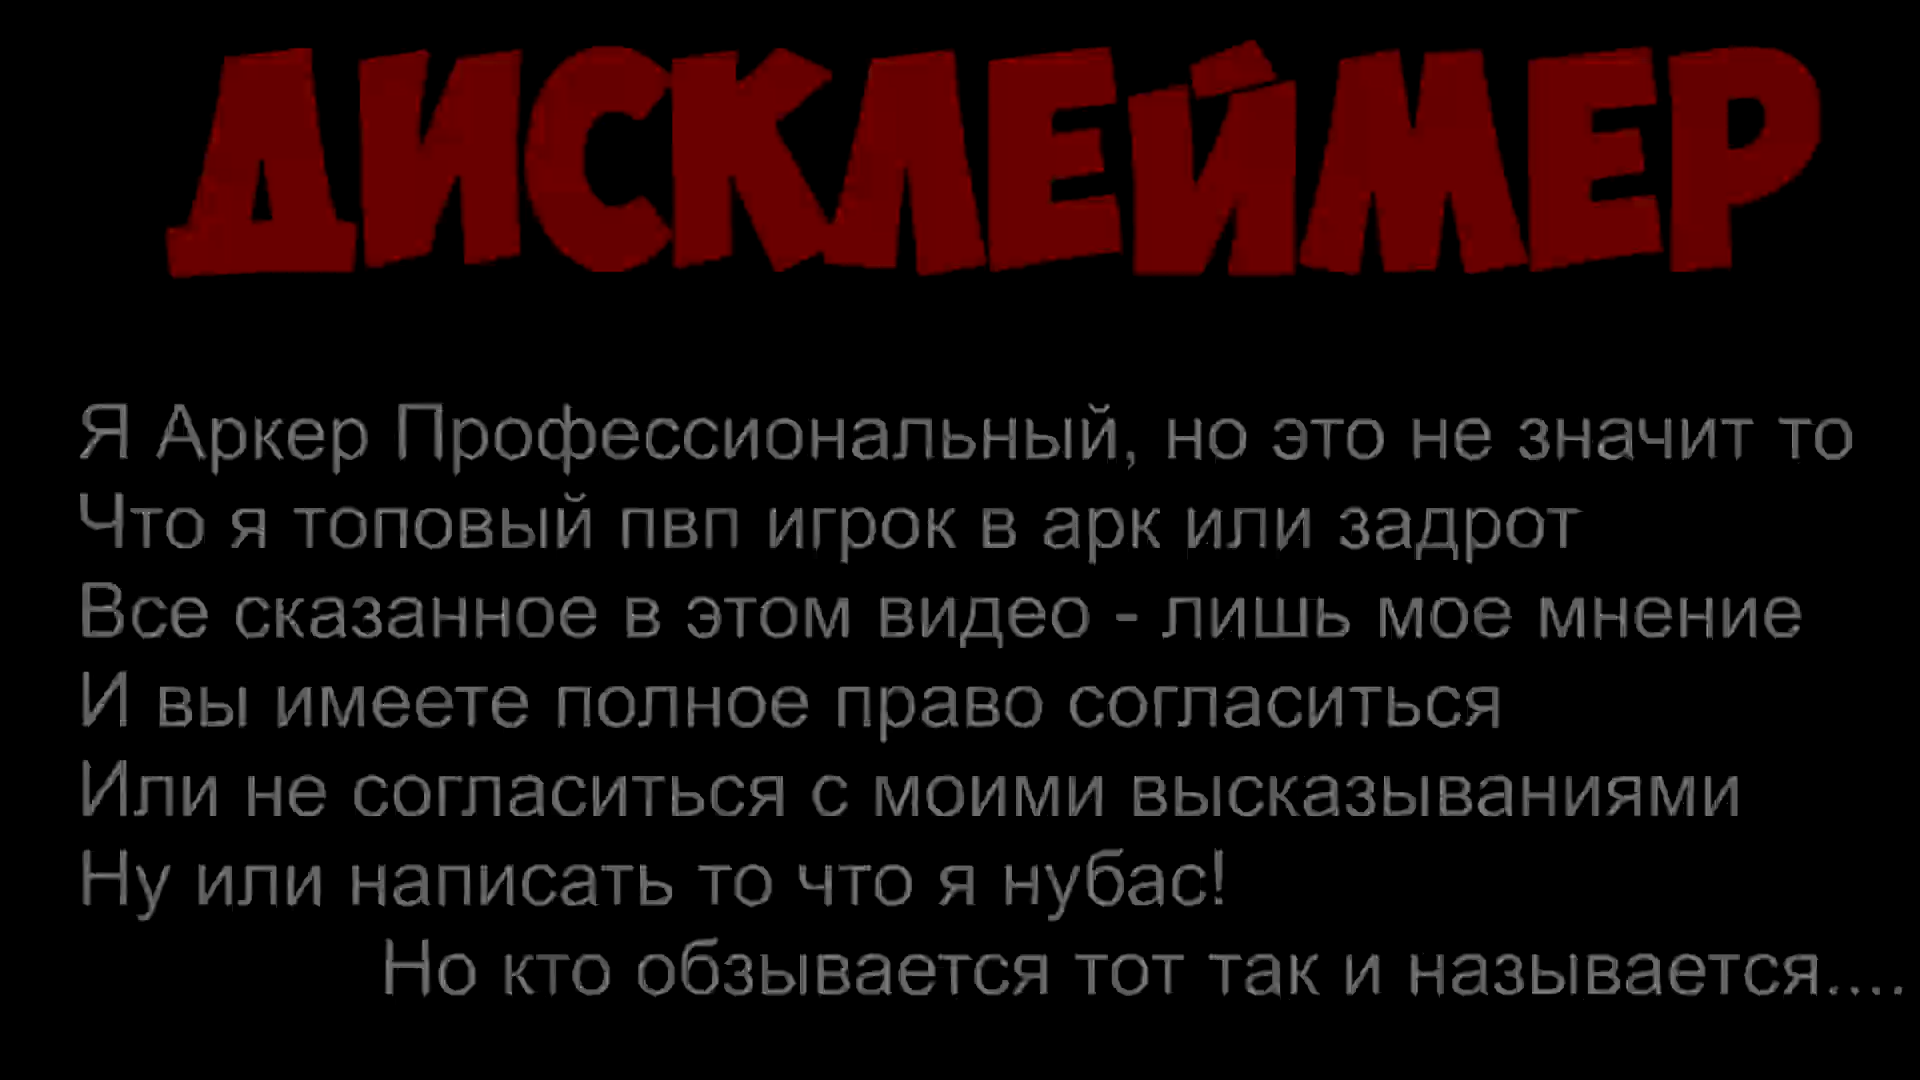 ДИСКЛЕЙМЕР
Я Аркер Профессиональный, но это не значит то
Что я топовый пвп игрок в арк или задрот
Все сказанное в этом видео - лишь мое мнение
И вы имеете полное право согласиться
Или не согласиться с моими высказываниями
Ну или написать то что я нубас!
Но кто обзывается тот так и называется....